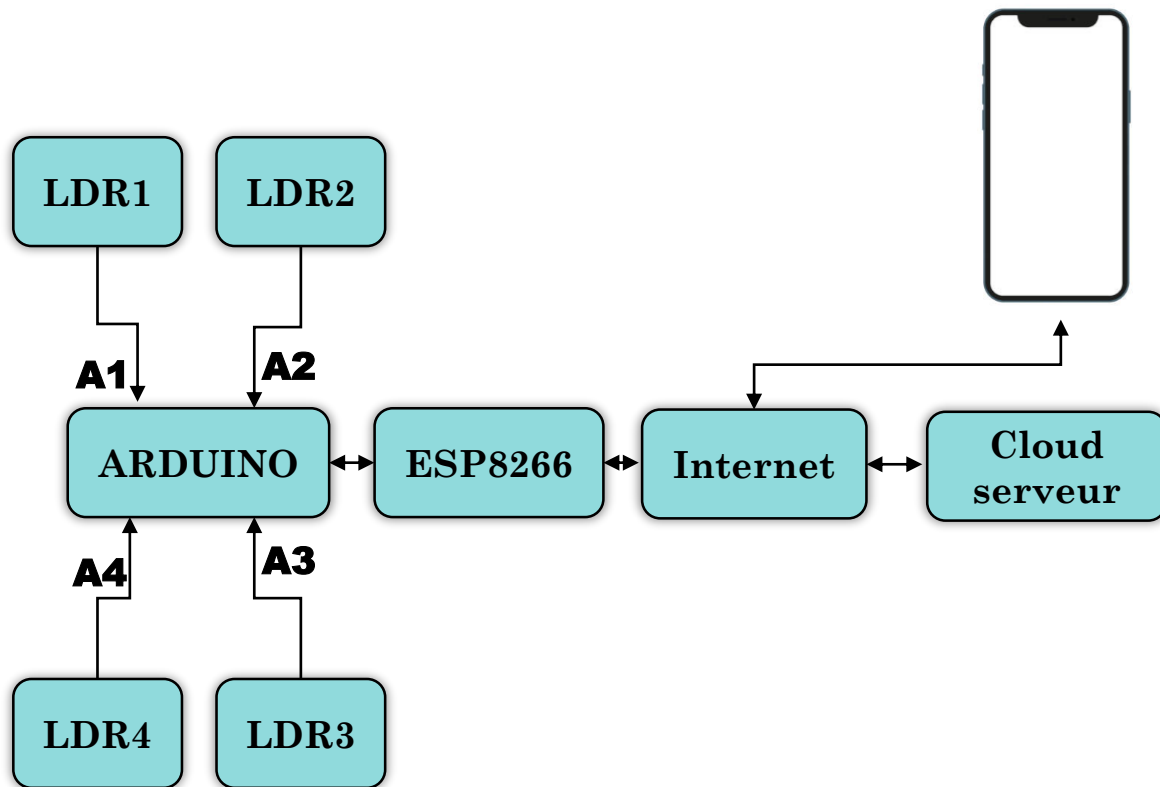 LDR1
LDR2
A1
A2
ARDUINO
ESP8266
Internet
Cloud
serveur
A4
A3
LDR4
LDR3